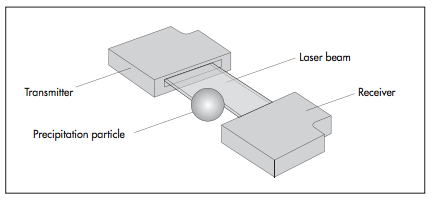 Laser beam
Transmitter
Receiver
Precipitation particle